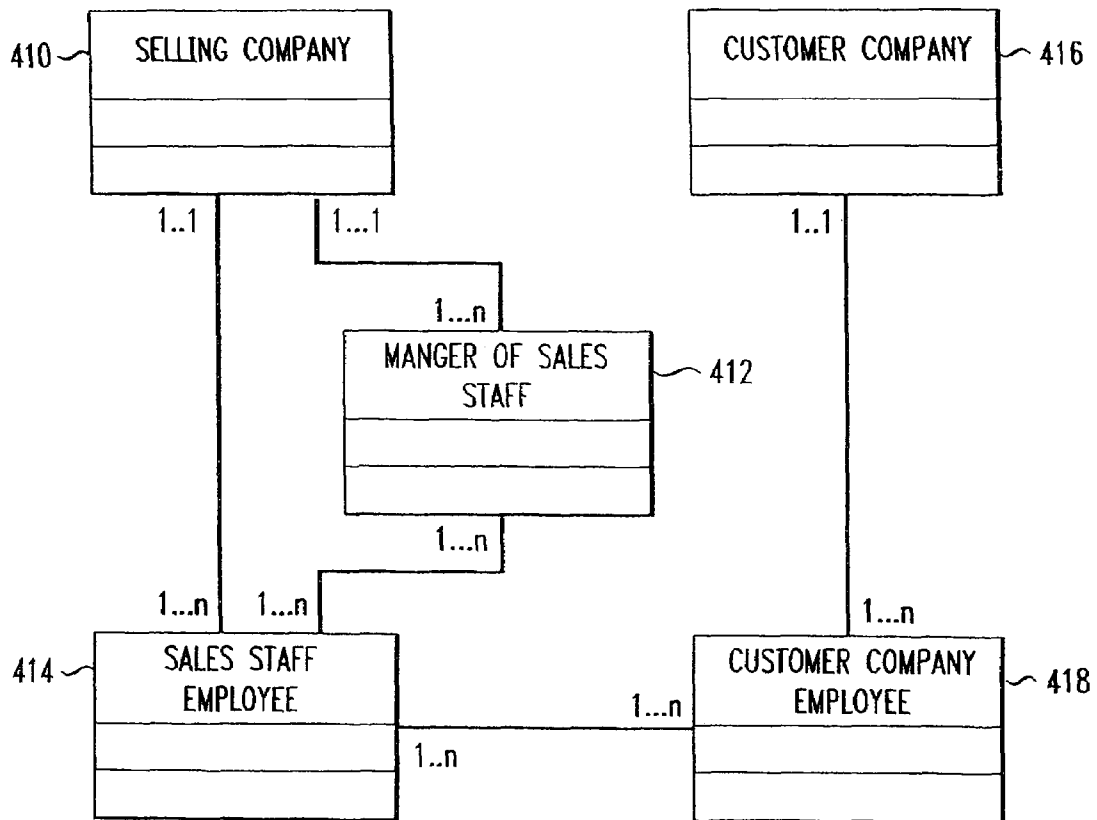 410
SELLING COMPANY
CUSTOMER COMPANY
416
1..1
1...1
1..1
1...n
MANGER OF SALES
STAFF
412
1...n
1...n
1...n
1...n
414
SALES STAFF
EMPLOYEE
CUSTOMER COMPANY
EMPLOYEE
418
1...n
1..n